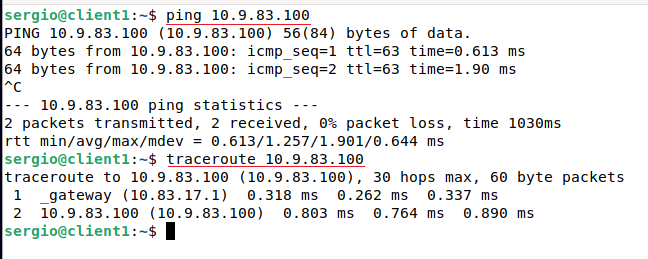 sergio@client1:~$ ping 10.9.83.100
PING 10.9.83.100 (10.9.83.100) 56(84) bytes of data.
64 bytes from 10.9.83.100: icmp_seq=1 ttl=63 time=0.613 ms
64 bytes from 10.9.83.100: icmp_seq=2 ttl=63 time=1.90 ms
^C
--- 10.9.83.100 ping statistics ---
2 packets transmitted, 2 received, 0% packet loss, time 1030ms
rtt min/avg/max/mdev = 0.613/1.257/1.901/0.644 ms
sergio@client1:~$ traceroute 10.9.83.100
traceroute to 10.9.83.100 (10.9.83.100), 30 hops max, 60 byte packets
 1  _gateway (10.83.17.1)  0.318 ms  0.262 ms  0.337 ms
 2  10.9.83.100 (10.9.83.100)  0.803 ms  0.764 ms  0.890 ms
sergio@client1:~$